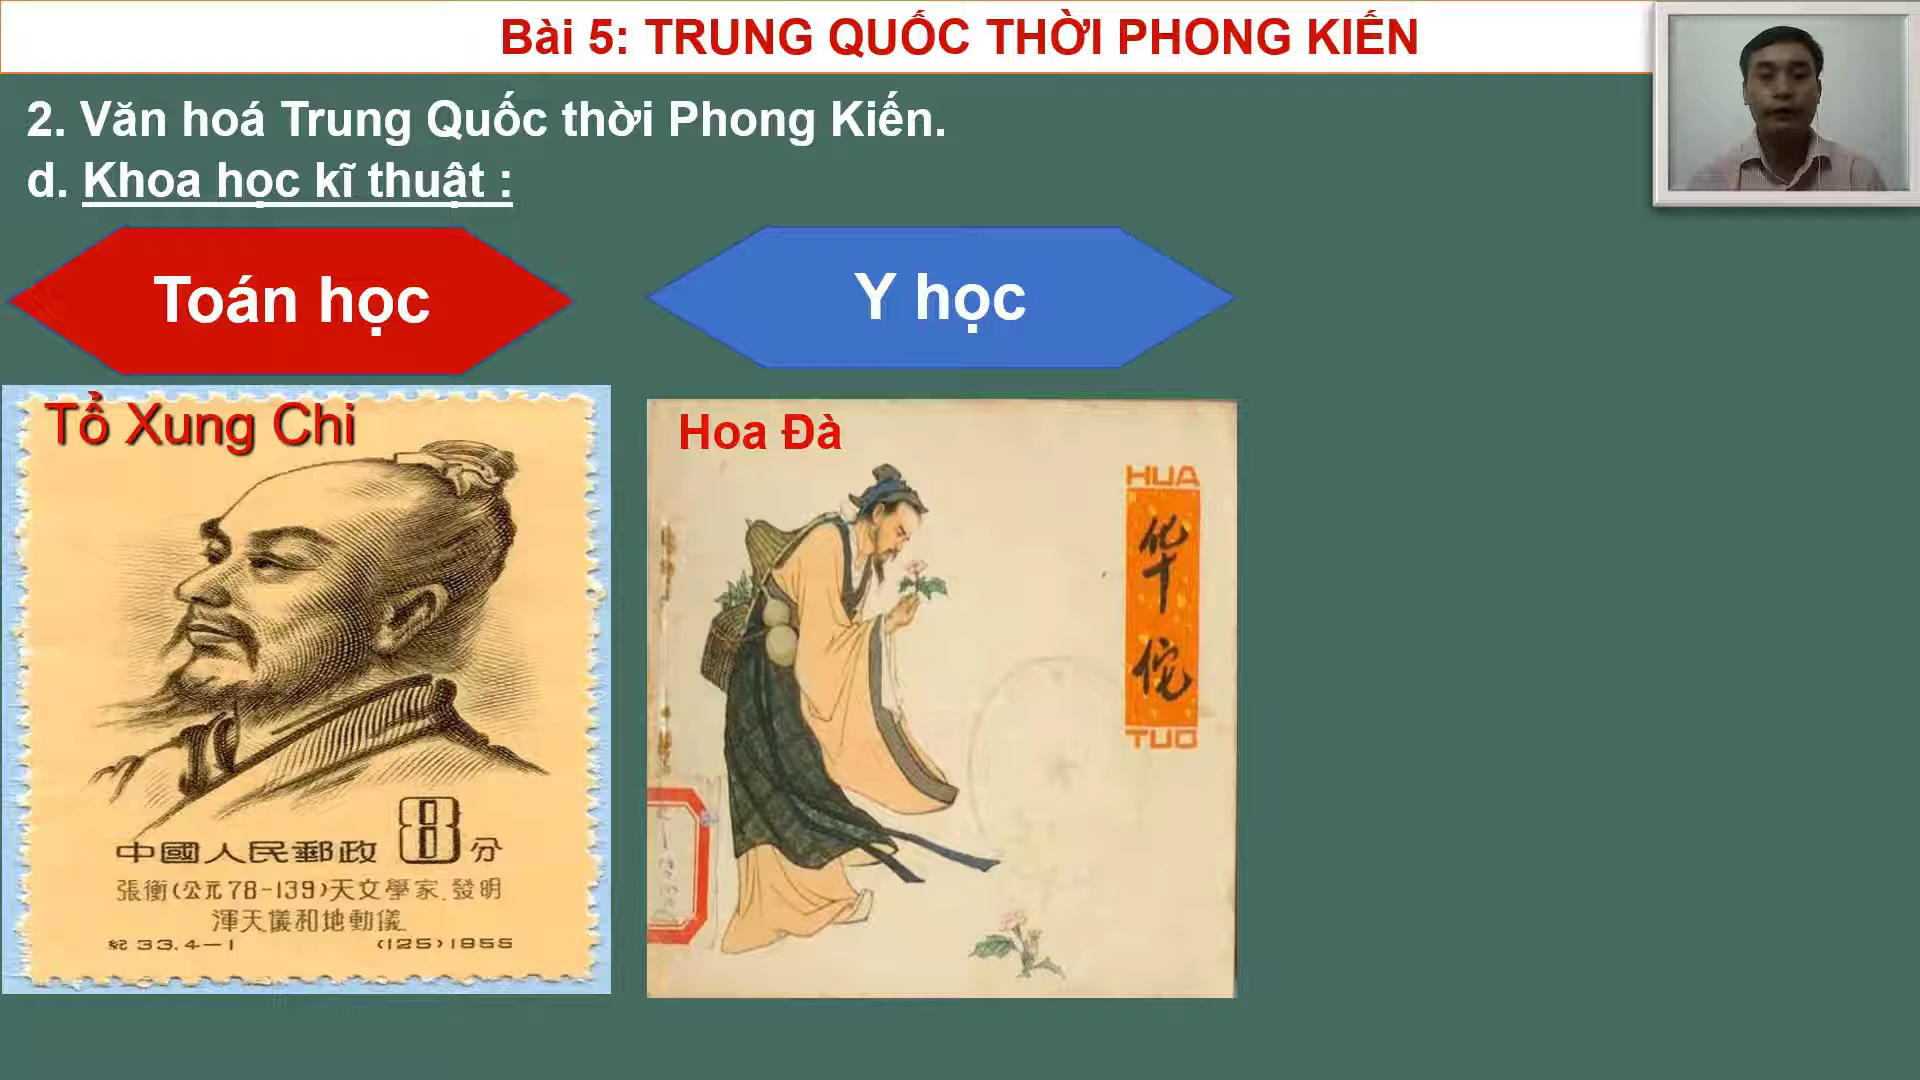 Bài 5: TRUNG QUỐC THỜI PHONG KIẾN
2. Văn hoá Trung Quốc thời Phong Kiến.
d. Khoa học kĩ thuật :
Toán học
Y học
Tổ Xung Chi
中國人民郵政 8分
張衡(公元78-139)天文學家.發明
渾天儀和地動儀
紀33.4-1 (125)1955
Hoa Đà
HUA
华
佗
TUO